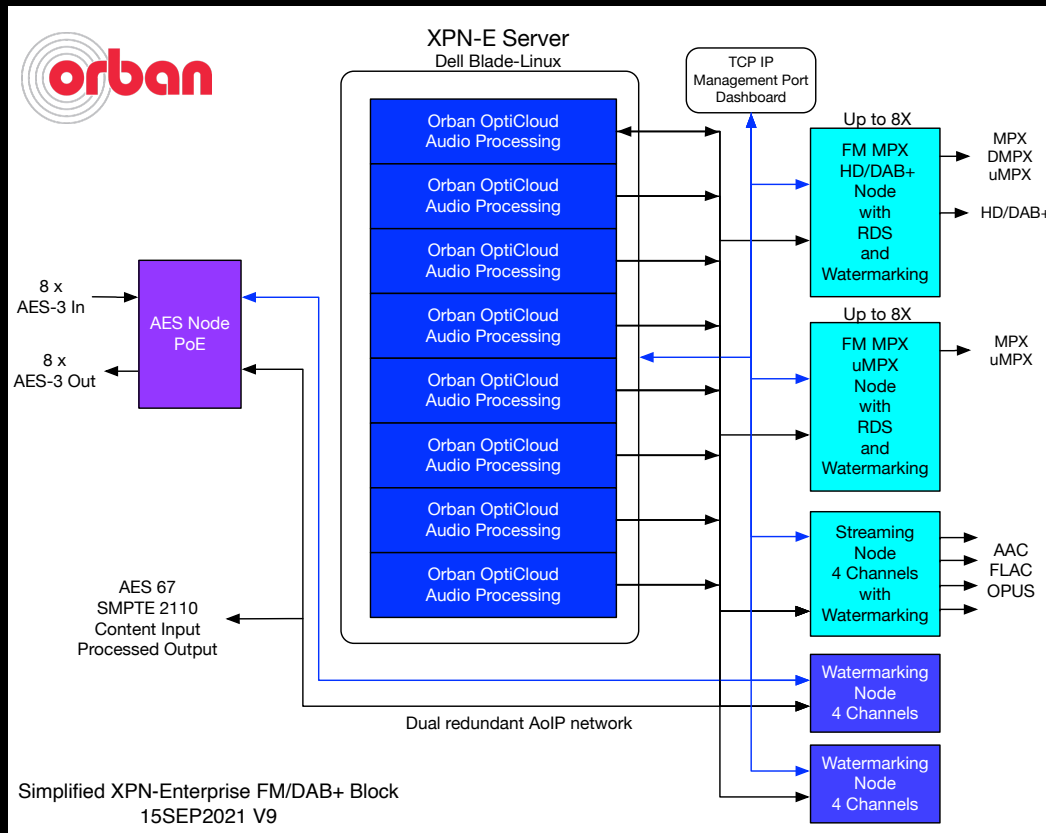 orban
XPN-E Server
Dell Blade-Linux
Orban OptiCloud
Audio Processing
Orban OptiCloud
Audio Processing
Orban OptiCloud
Audio Processing
Orban OptiCloud
Audio Processing
Orban OptiCloud
Audio Processing
Orban OptiCloud
Audio Processing
Orban OptiCloud
Audio Processing
Orban OptiCloud
Audio Processing
TCP IP
Management Port
Dashboard
8 x
AES-3 In
8 x
AES-3 Out
AES Node
PoE
AES 67
SMPTE 2110
Content Input
Processed Output
Dual redundant AoIP network
Up to 8X
FM MPX
HD/DAB+
Node
with
RDS
and
Watermarking
MPX
DMPX
uMPX
HD/DAB+
Up to 8X
FM MPX
uMPX
Node
with
RDS
and
Watermarking
MPX
uMPX
Streaming
Node
4 Channels
with
Watermarking
AAC
FLAC
OPUS
Watermarking
Node
4 Channels
Watermarking
Node
4 Channels
Simplified XPN-Enterprise FM/DAB+ Block
15SEP2021 V9